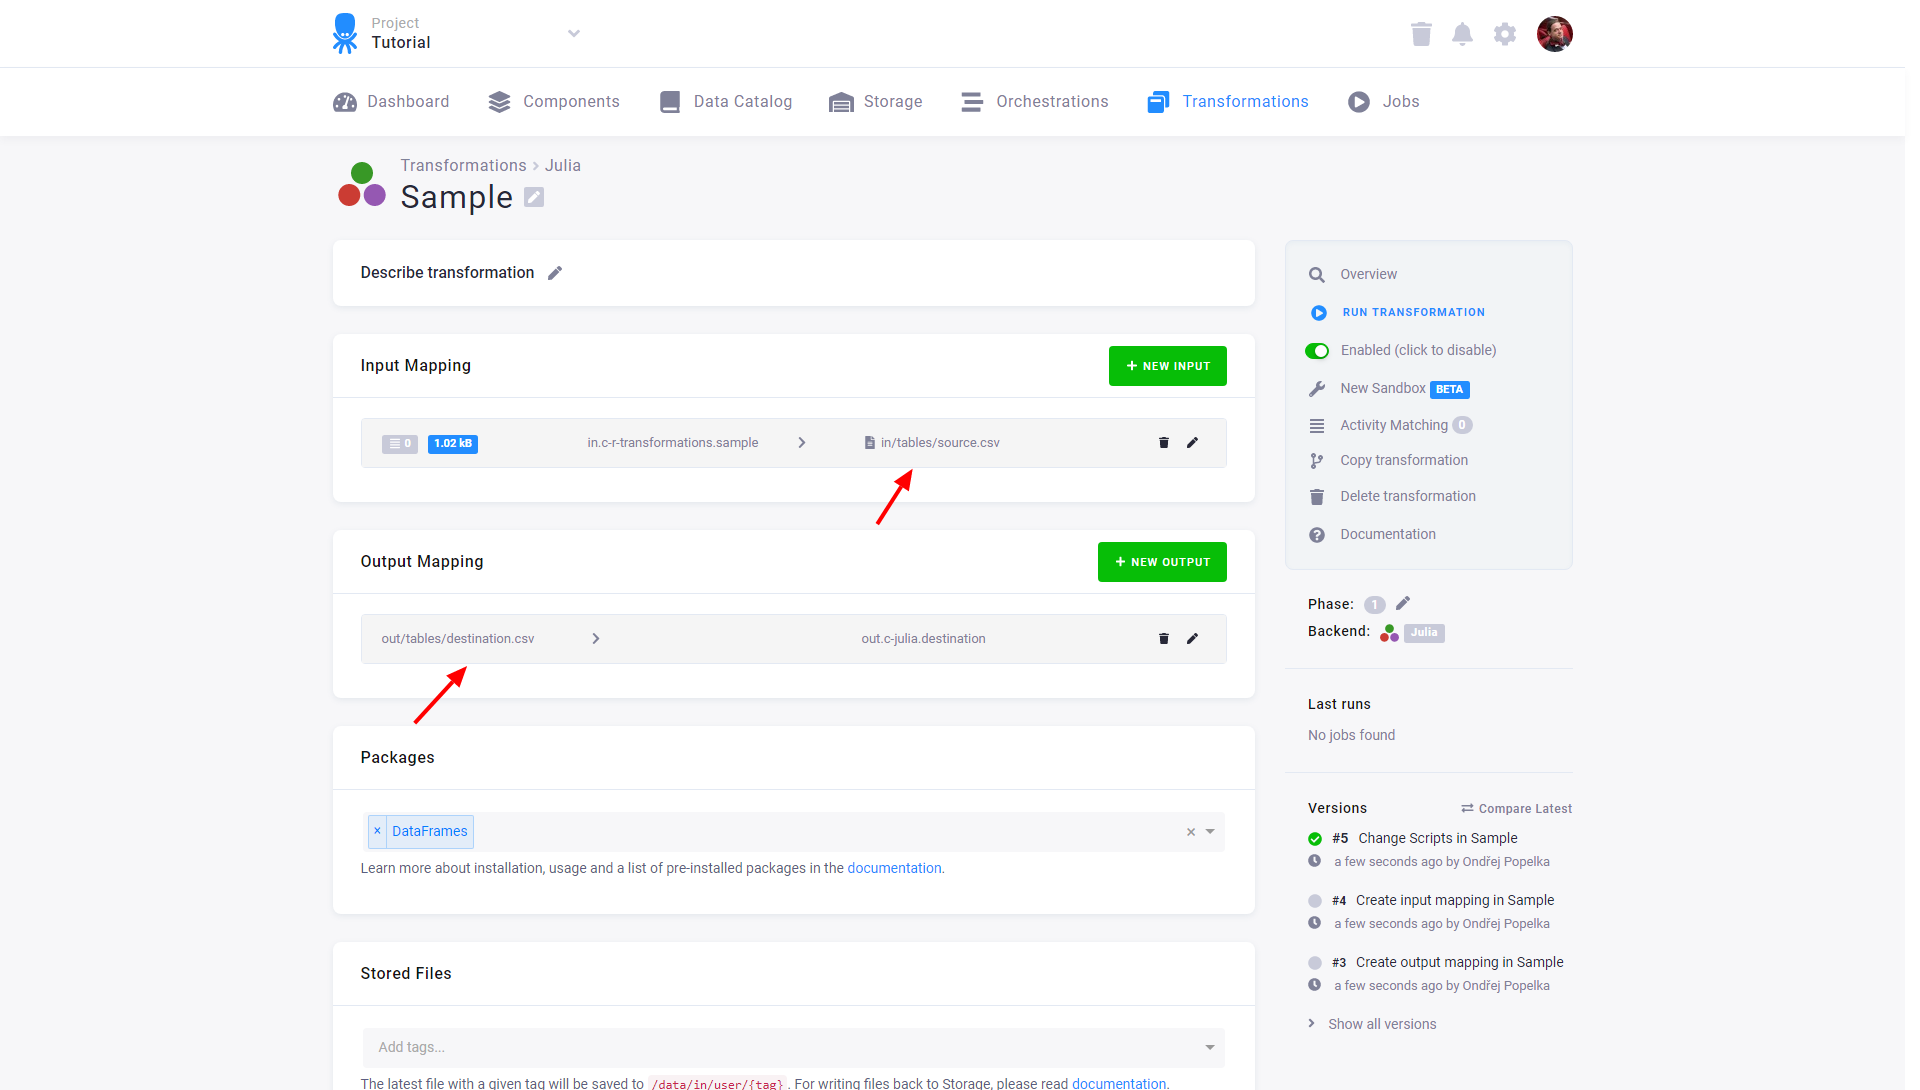 Project
Tutorial
Dashboard
Components
Data Catalog
Storage
Orchestrations
Transformations
Jobs
Transformations › Julia
Sample
Describe transformation
Input Mapping
+ NEW INPUT
0 1.02 kB in.c-r-transformations.sample in/tables/source.csv
Output Mapping
+ NEW OUTPUT
out/tables/destination.csv out.c-julia.destination
Packages
× DataFrames
Learn more about installation, usage and a list of pre-installed packages in the documentation.
Stored Files
Add tags...
The latest file with a given tag will be saved to /data/in/user/{tag}. For writing files back to Storage, please read documentation.
Overview
RUN TRANSFORMATION
Enabled (click to disable)
New Sandbox BETA
Activity Matching 0
Copy transformation
Delete transformation
Documentation
Phase: 1
Backend: Julia
Last runs
No jobs found
Versions Compare Latest
#5 Change Scripts in Sample
a few seconds ago by Ondřej Popelka
#4 Create input mapping in Sample
a few seconds ago by Ondřej Popelka
#3 Create output mapping in Sample
a few seconds ago by Ondřej Popelka
Show all versions